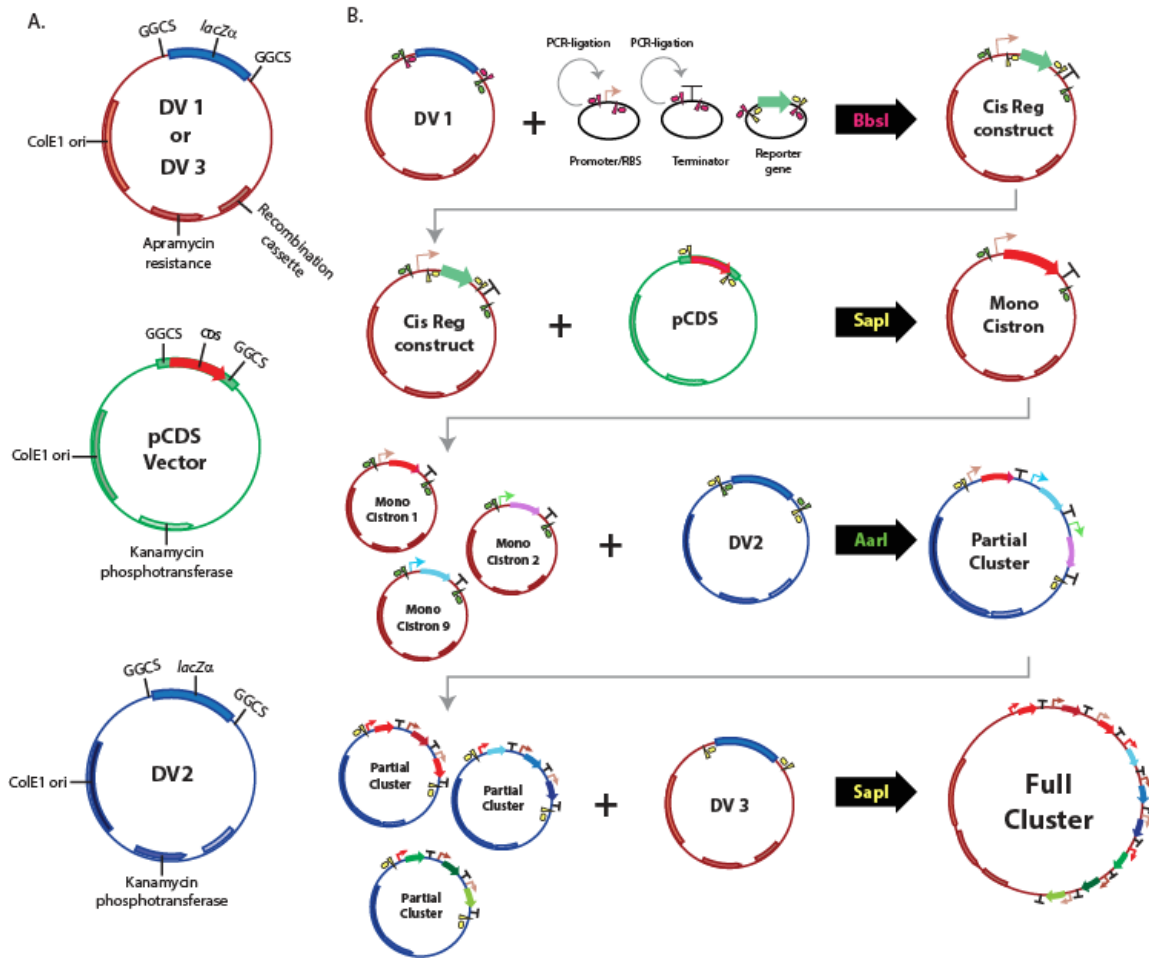 A.
GGCS
lacZα
GGCS
DV 1
or
DV 3
ColE1 ori
Apramycin
resistance
Recombination
cassette
GGCS
CDS
GGCS
pCDS
Vector
ColE1 ori
Kanamycin
phosphotransferase
GGCS
lacZα
GGCS
DV2
ColE1 ori
Kanamycin
phosphotransferase
B.
DV 1
+
PCR-ligation
PCR-ligation
Promoter/RBS
Terminator
Reporter
gene
BbsI
Cis Reg
construct
Cis Reg
construct
+
pCDS
SapI
Mono
Cistron
Mono
Cistron 1
Mono
Cistron 2
Mono
Cistron 9
+
DV2
AarI
Partial
Cluster
Partial
Cluster
Partial
Cluster
Partial
Cluster
+
DV 3
SapI
Full
Cluster